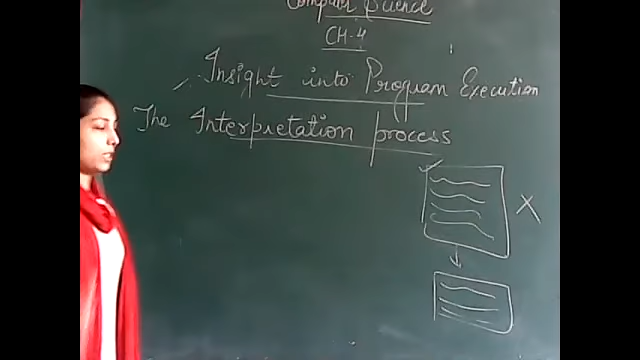 Computer Science
CH-4
Insight into Program Execution
The Interpretation process